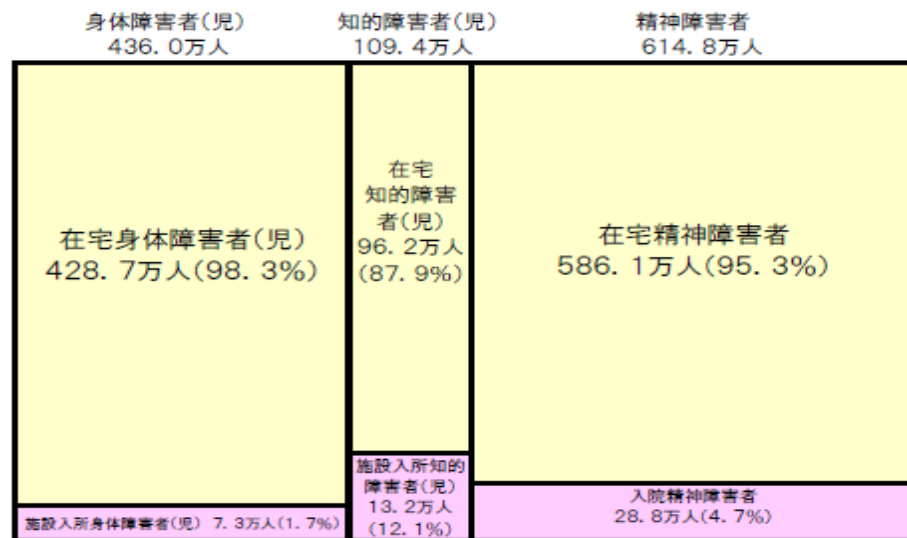 身体障害者(児)
436.0万人
知的障害者(児)
109.4万人
精神障害者
614.8万人
在宅身体障害者(児)
428.7万人(98.3%)
在宅
知的障害
者(児)
96.2万人
(87.9%)
在宅精神障害者
586.1万人(95.3%)
施設入所身体障害者(児) 7.3万人(1.7%)
施設入所知的
障害者(児)
13.2万人
(12.1%)
入院精神障害者
28.8万人(4.7%)